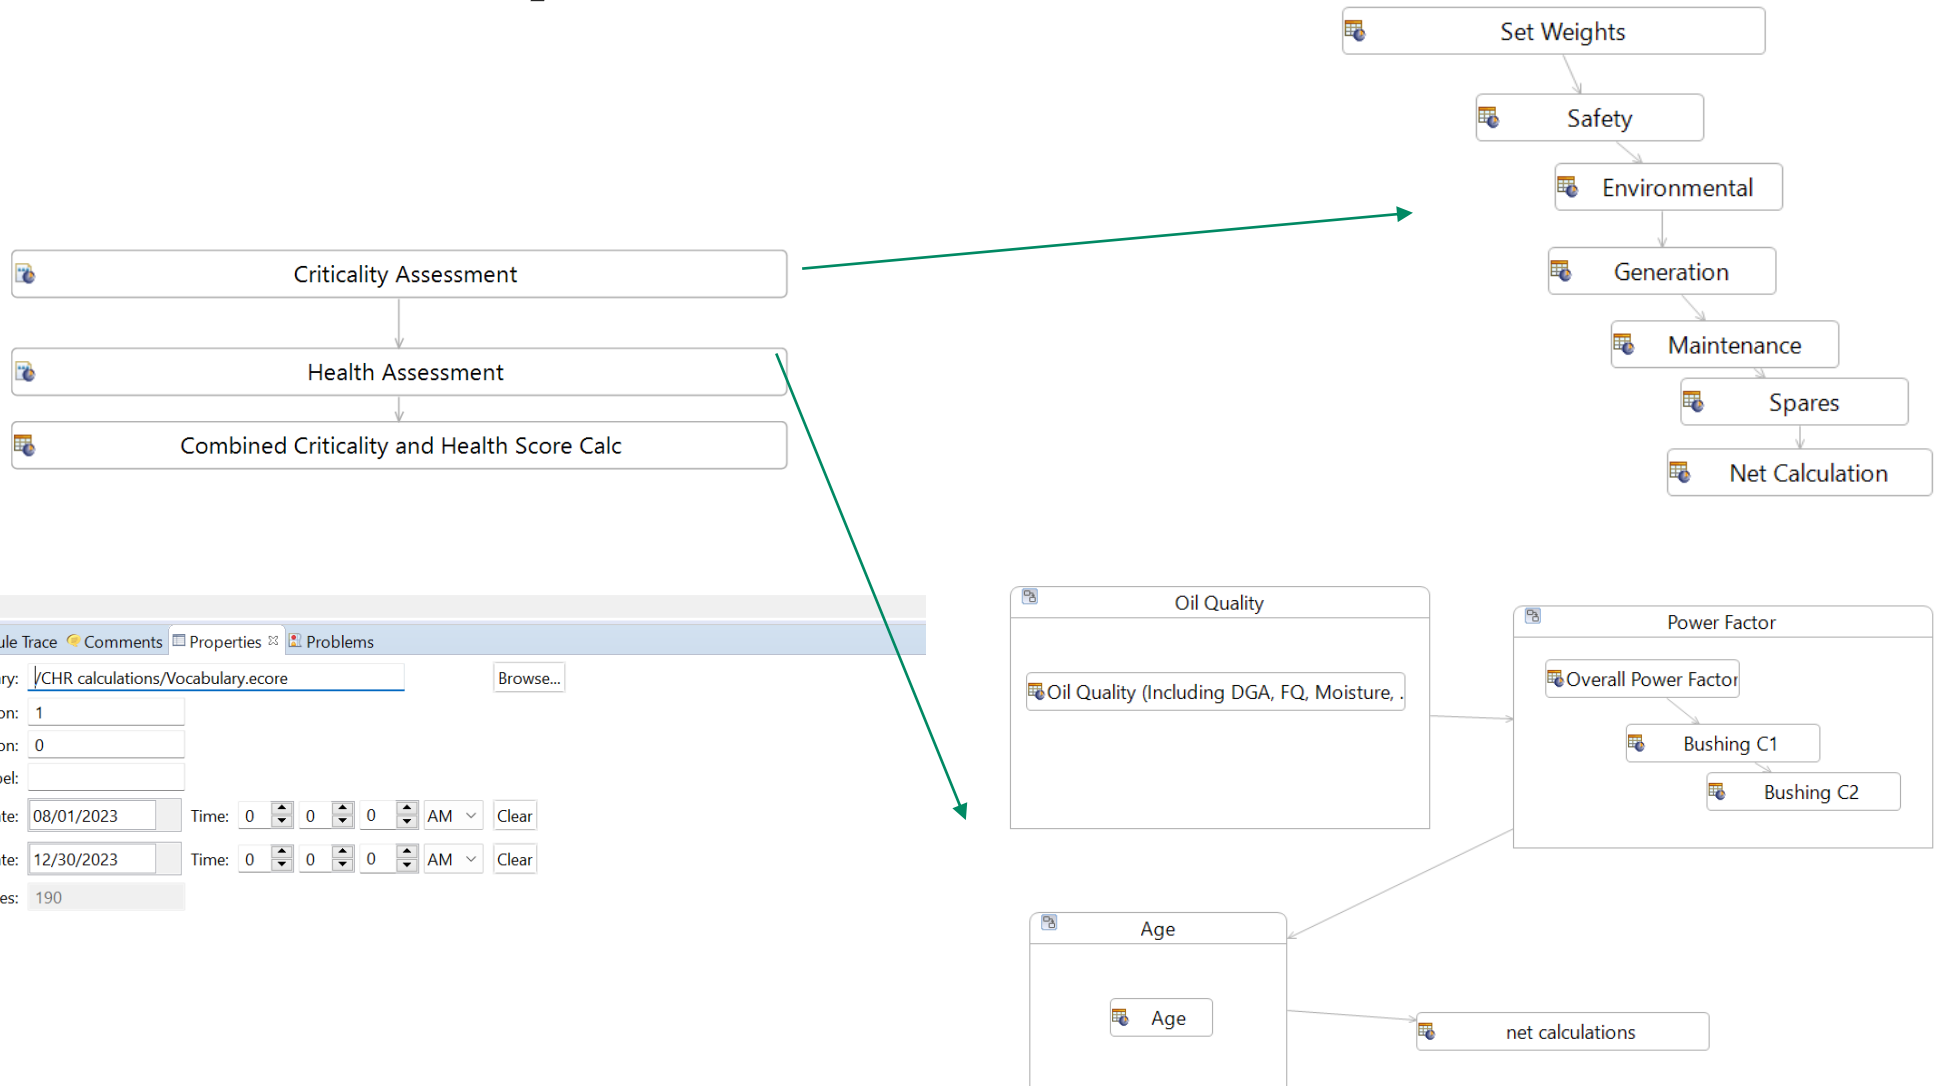 Set Weights
Safety
Environmental
Generation
Maintenance
Spares
Net Calculation
Criticality Assessment
Health Assessment
Combined Criticality and Health Score Calc
ule Trace Comments Properties Problems
ry: /CHR calculations/Vocabulary.ecore Browse...
on: 1
on: 0
el:
te: 08/01/2023 Time: 0 0 0 AM Clear
te: 12/30/2023 Time: 0 0 0 AM Clear
es: 190
Oil Quality
Oil Quality (Including DGA, FQ, Moisture, .
Power Factor
Overall Power Factor
Bushing C1
Bushing C2
Age
Age
net calculations